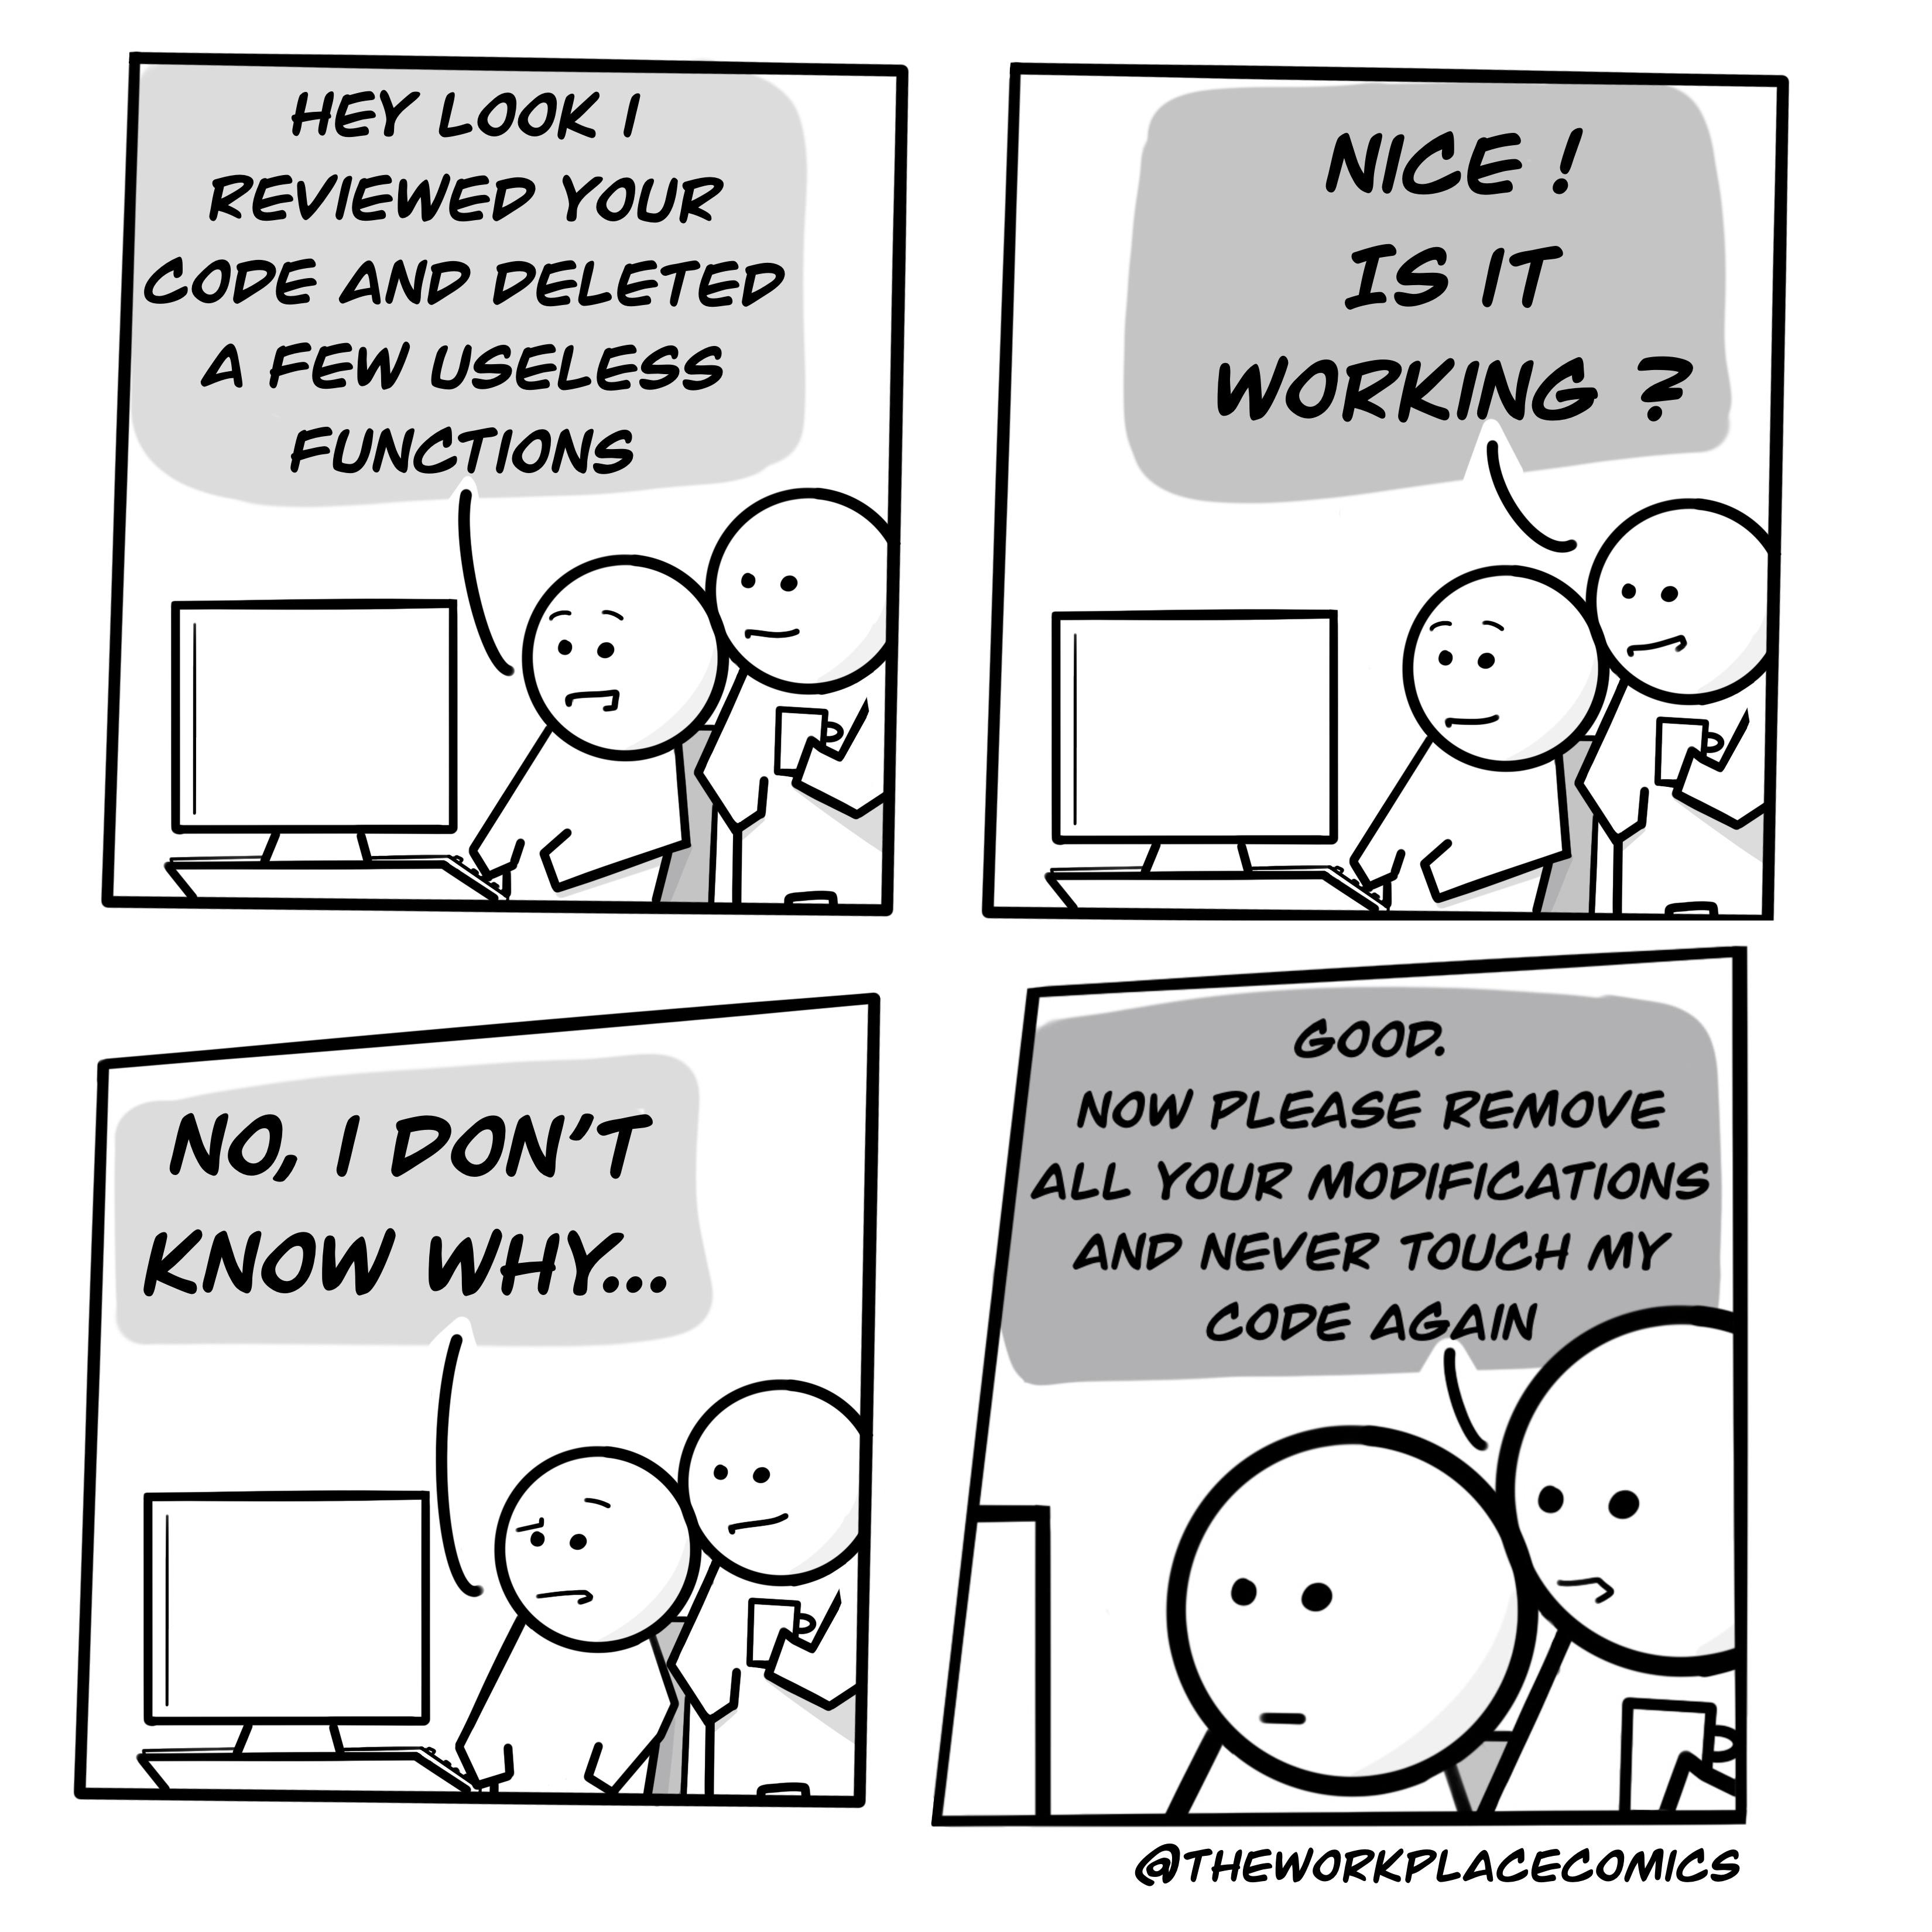 HEY LOOK I
REVIEWED YOUR
CODE AND DELETED
A FEW USELESS
FUNCTIONS
NICE !
IS IT
WORKING ?
NO, I DON'T
KNOW WHY...
GOOD.
NOW PLEASE REMOVE
ALL YOUR MODIFICATIONS
AND NEVER TOUCH MY
CODE AGAIN
@THEWORKPLACECOMICS